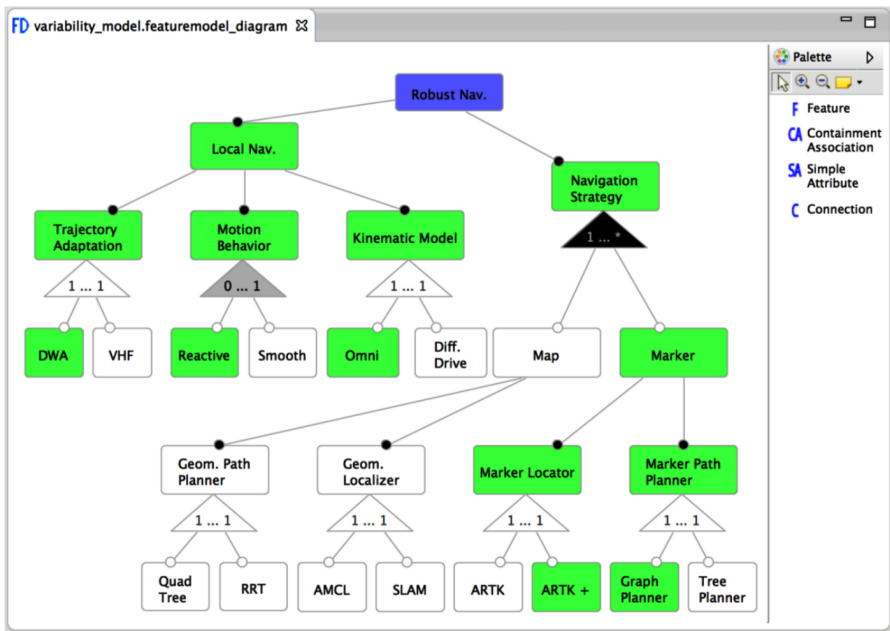 FD variability_model.featuremodel_diagram
Palette
Robust Nav.
F Feature
CA Containment
Association
SA Simple
Attribute
C Connection
Local Nav.
Navigation
Strategy
1 ... *
Trajectory
Adaptation
Motion
Behavior
Kinematic Model
1 ... 1
0 ... 1
1 ... 1
DWA
VHF
Reactive
Smooth
Omni
Diff.
Drive
Map
Marker
Geom. Path
Planner
Geom.
Localizer
Marker Locator
Marker Path
Planner
1 ... 1
1 ... 1
1 ... 1
1 ... 1
Quad
Tree
RRT
AMCL
SLAM
ARTK
ARTK +
Graph
Planner
Tree
Planner